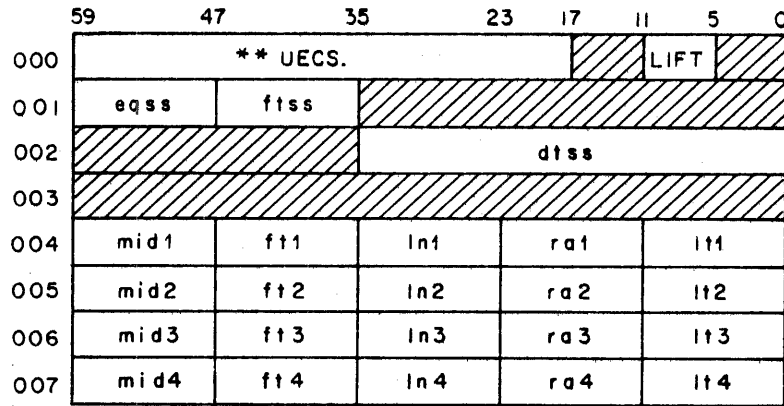 59 47 35 23 17 11 5 0
000 ** UECS. LIFT
001 eqss ftss
002 dtss
003
004 mid1 ft1 ln1 ra1 lt1
005 mid2 ft2 ln2 ra2 lt2
006 mid3 ft3 ln3 ra3 lt3
007 mid4 ft4 ln4 ra4 lt4